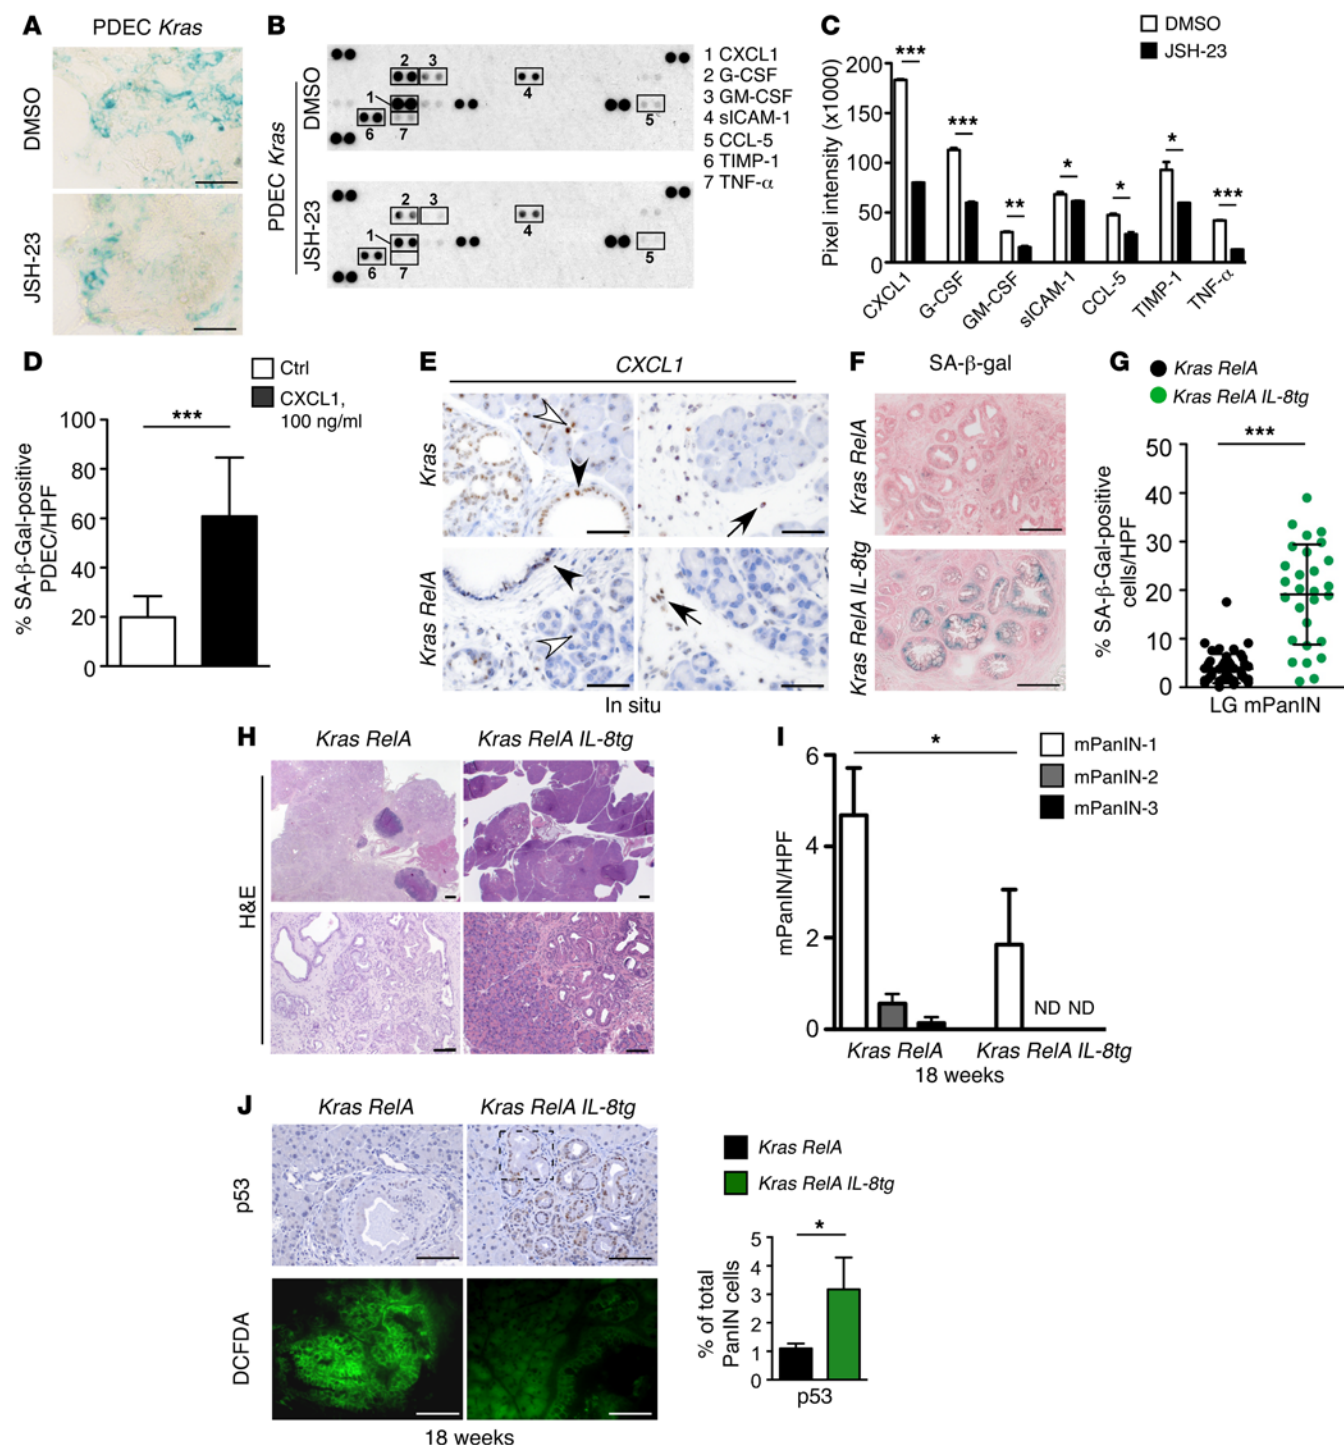 A
PDEC Kras
DMSO
JSH-23
B
PDEC Kras
DMSO
JSH-23
2 3
1
4
6 7
5
2 3
1
4
6 7
5
1 CXCL1
2 G-CSF
3 GM-CSF
4 sICAM-1
5 CCL-5
6 TIMP-1
7 TNF-α
C
DMSO
JSH-23
Pixel intensity (x1000)
200
150
100
50
0
***
***
**
*
*
*
***
CXCL1
G-CSF
GM-CSF
sICAM-1
CCL-5
TIMP-1
TNF-α
D
Ctrl
CXCL1,
100 ng/ml
% SA-β-Gal-positive
PDEC/HPF
100
80
60
40
20
0
***
E
CXCL1
Kras
Kras RelA
In situ
F
SA-β-gal
Kras RelA
Kras RelA IL-8tg
G
Kras RelA
Kras RelA IL-8tg
% SA-β-Gal-positive
cells/HPF
50
40
30
20
10
0
***
LG mPanIN
H
Kras RelA
Kras RelA IL-8tg
H&E
I
mPanIN-1
mPanIN-2
mPanIN-3
mPanIN/HPF
6
4
2
0
*
ND ND
Kras RelA
Kras RelA IL-8tg
18 weeks
J
Kras RelA
Kras RelA IL-8tg
p53
DCFDA
18 weeks
Kras RelA
Kras RelA IL-8tg
% of total
PanIN cells
5
4
3
2
1
0
*
p53